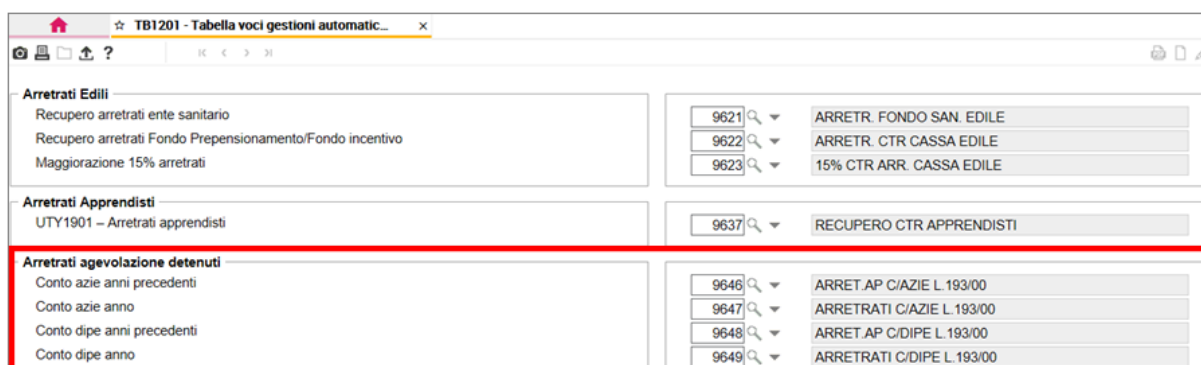 ☆ TB1201 - Tabella voci gestioni automatic... ×
?
Arretrati Edili
Recupero arretrati ente sanitario 9621 ARRETR. FONDO SAN. EDILE
Recupero arretrati Fondo Prepensionamento/Fondo incentivo 9622 ARRETR. CTR CASSA EDILE
Maggiorazione 15% arretrati 9623 15% CTR ARR. CASSA EDILE
Arretrati Apprendisti
UTY1901 – Arretrati apprendisti 9637 RECUPERO CTR APPRENDISTI
Arretrati agevolazione detenuti
Conto azie anni precedenti 9646 ARRET.AP C/AZIE L.193/00
Conto azie anno 9647 ARRETRATI C/AZIE L.193/00
Conto dipe anni precedenti 9648 ARRET.AP C/DIPE L.193/00
Conto dipe anno 9649 ARRETRATI C/DIPE L.193/00